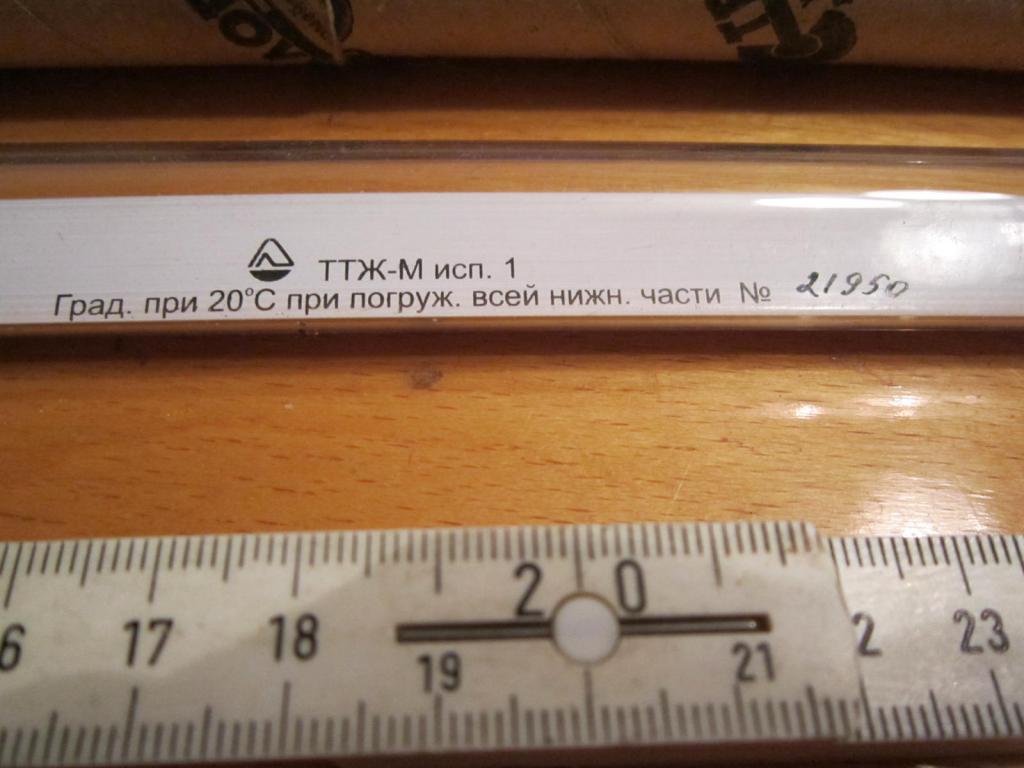 ТТЖ-М исп. 1
Град. при 20°С при погруж. всей нижн. части № 21950
6 17 18 2 0 2 23
19 21